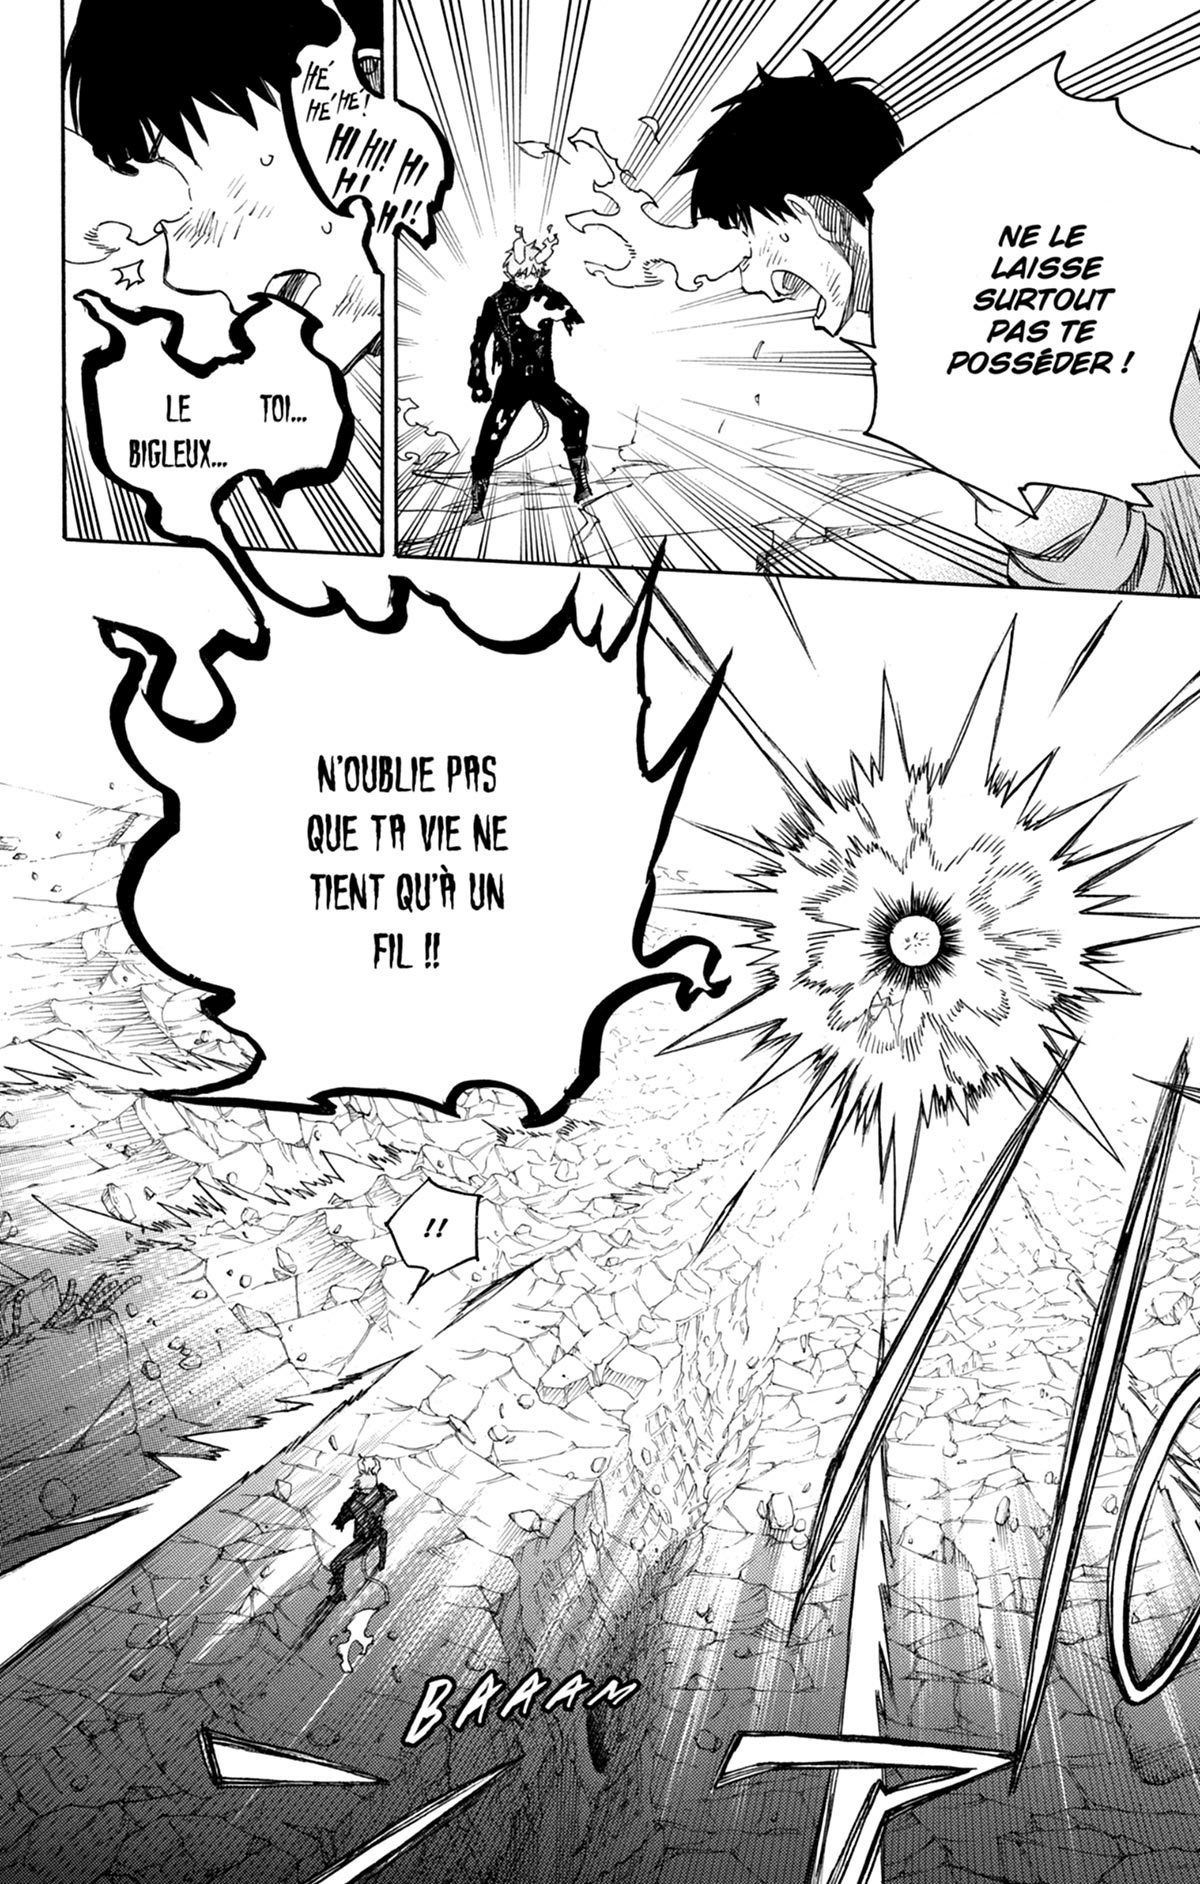 NE LE
LAISSE
SURTOUT
PAS TE
POSSÉDER !
HÉ
HÉ HÉ !
HI HI! HI
HI
HI!!
TOI...
LE
BIGLEUX...
N'OUBLIE PAS
QUE TA VIE NE
TIENT QU'À UN
FIL !!
!!
BAAAM